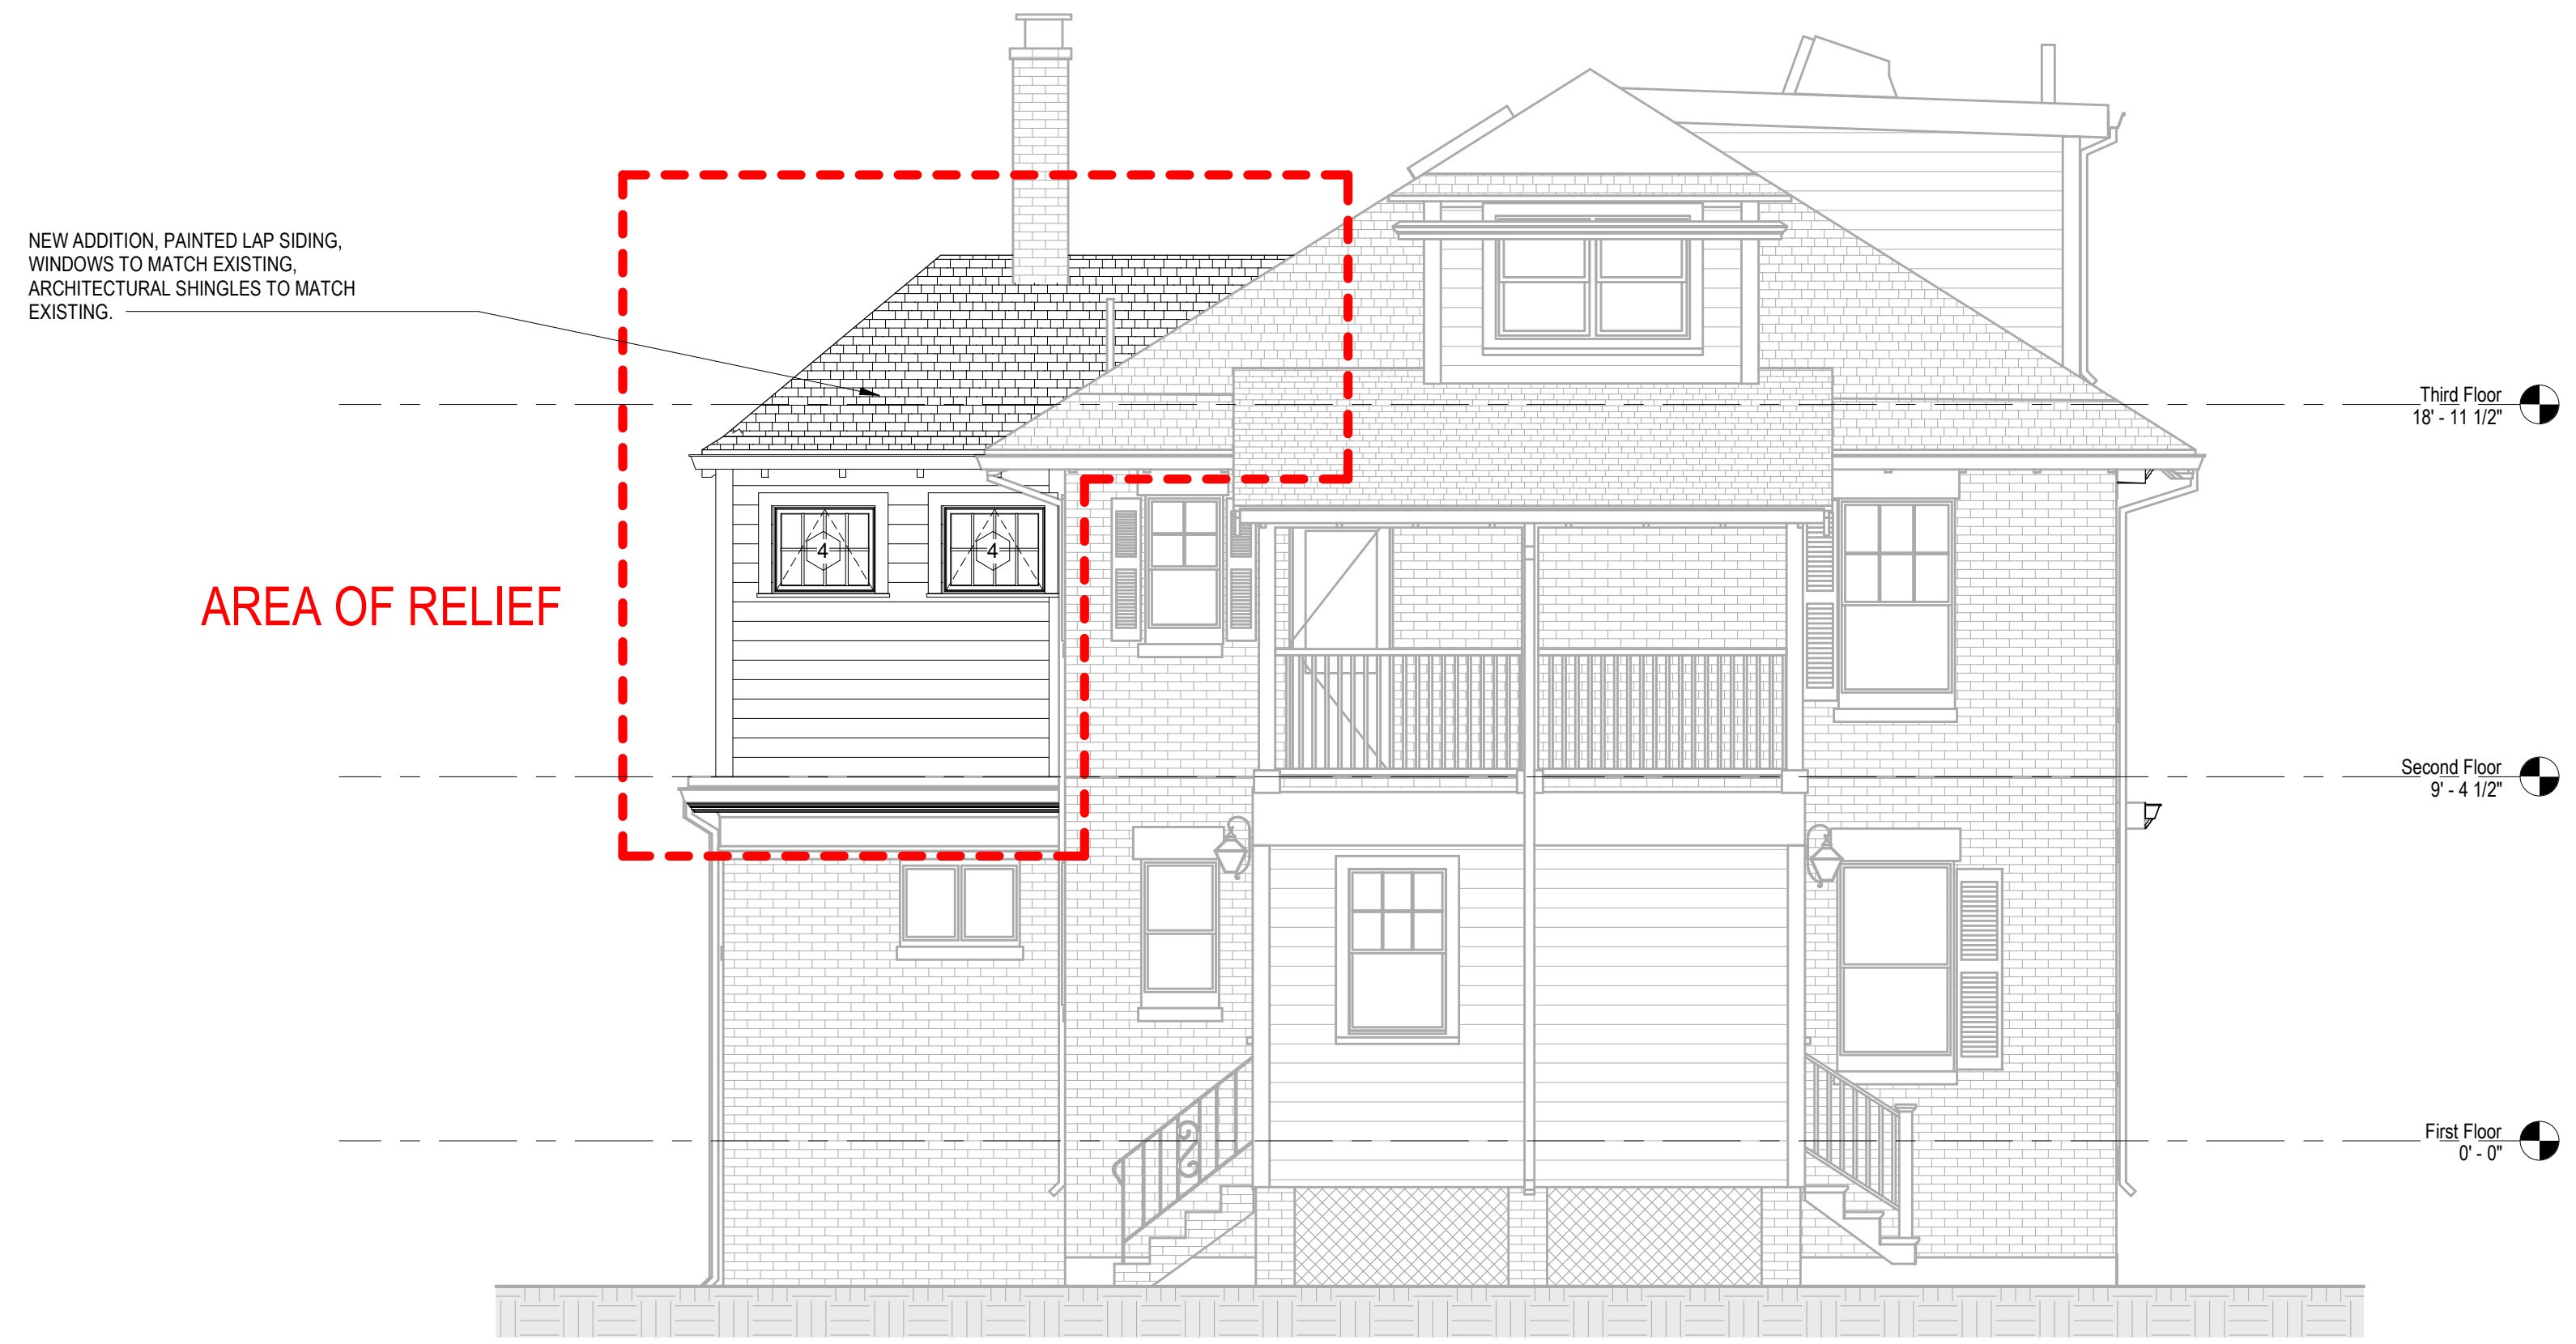 NEW ADDITION, PAINTED LAP SIDING,
WINDOWS TO MATCH EXISTING,
ARCHITECTURAL SHINGLES TO MATCH
EXISTING.
Third Floor
18' - 11 1/2"
4
4
AREA OF RELIEF
Second Floor
9' - 4 1/2"
First Floor
0' - 0"